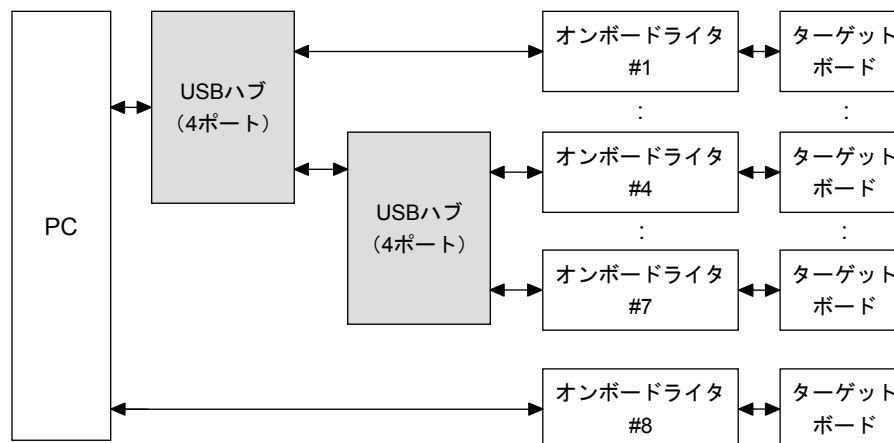 PC
USBハブ
(4ポート)
オンボードライタ
#1
ターゲット
ボード
:
:
USBハブ
(4ポート)
オンボードライタ
#4
ターゲット
ボード
:
:
オンボードライタ
#7
ターゲット
ボード
オンボードライタ
#8
ターゲット
ボード